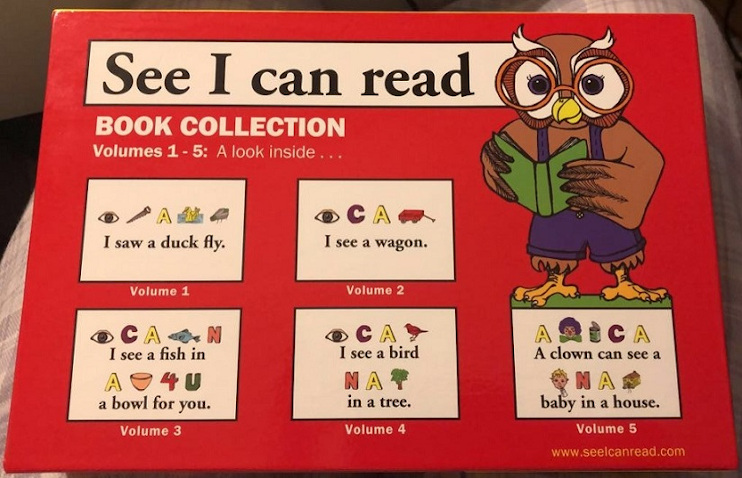 See I can read
BOOK COLLECTION
Volumes 1 - 5: A look inside . . .
A
I saw a duck fly.
Volume 1
C A
I see a wagon.
Volume 2
C A N
I see a fish in
A 4 U
a bowl for you.
Volume 3
C A
I see a bird
N A
in a tree.
Volume 4
A C A
A clown can see a
N A
baby in a house.
Volume 5
www.seeIcanread.com